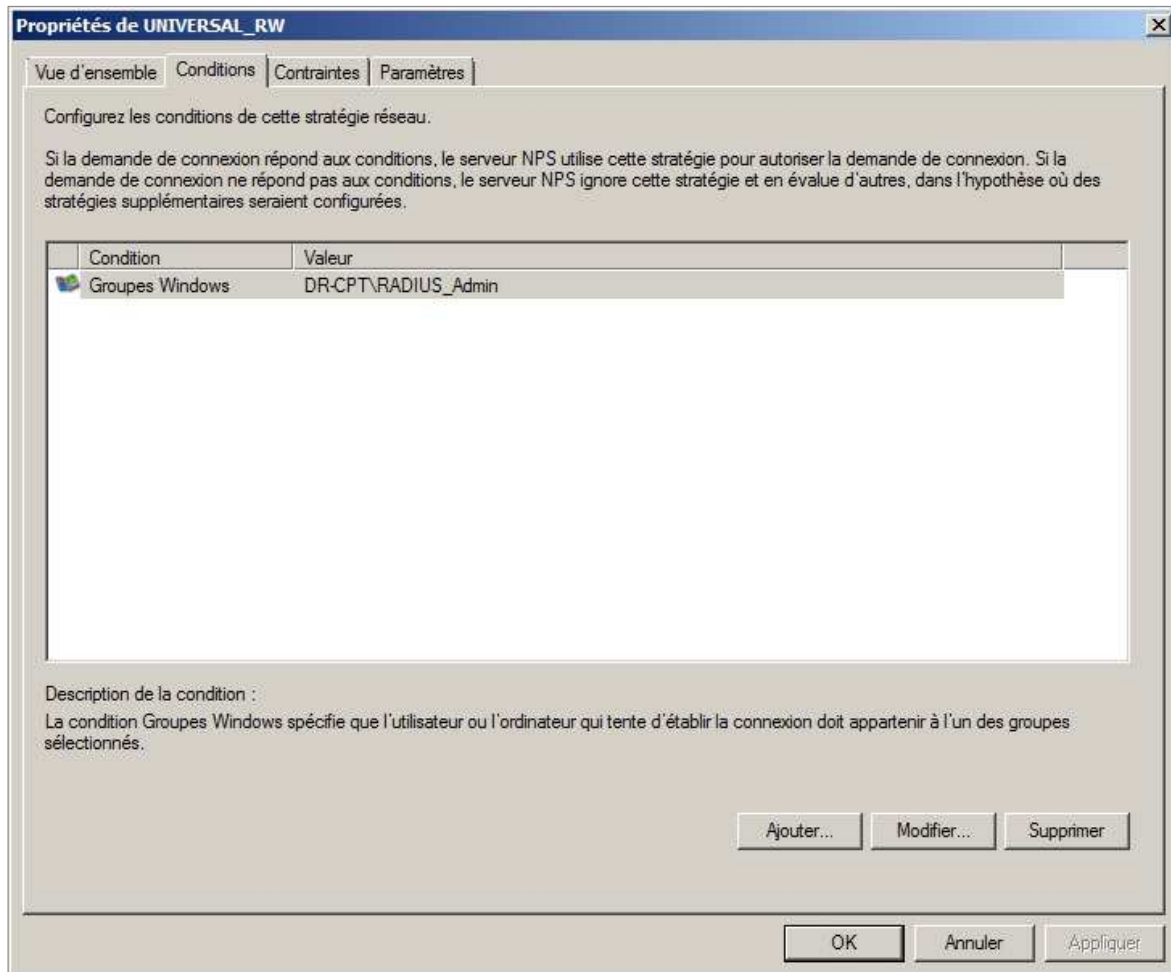 Propriétés de UNIVERSAL_RW
Vue d'ensemble Conditions Contraintes Paramètres
Configurez les conditions de cette stratégie réseau.
Si la demande de connexion répond aux conditions, le serveur NPS utilise cette stratégie pour autoriser la demande de connexion. Si la
demande de connexion ne répond pas aux conditions, le serveur NPS ignore cette stratégie et en évalue d'autres, dans l'hypothèse où des
stratégies supplémentaires seraient configurées.
Condition Valeur
Groupes Windows DR-CPT\RADIUS_Admin
Description de la condition :
La condition Groupes Windows spécifie que l'utilisateur ou l'ordinateur qui tente d'établir la connexion doit appartenir à l'un des groupes
sélectionnés.
Ajouter... Modifier... Supprimer
OK Annuler Appliquer